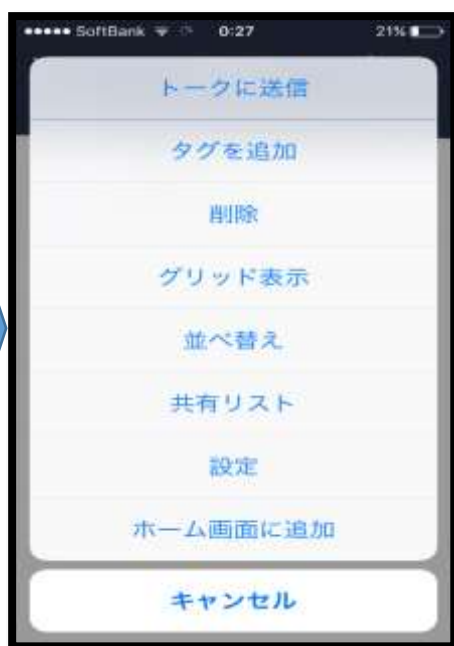 SoftBank 0:27 21%
トークに送信
タグを追加
削除
グリッド表示
並べ替え
共有リスト
設定
ホーム画面に追加
キャンセル